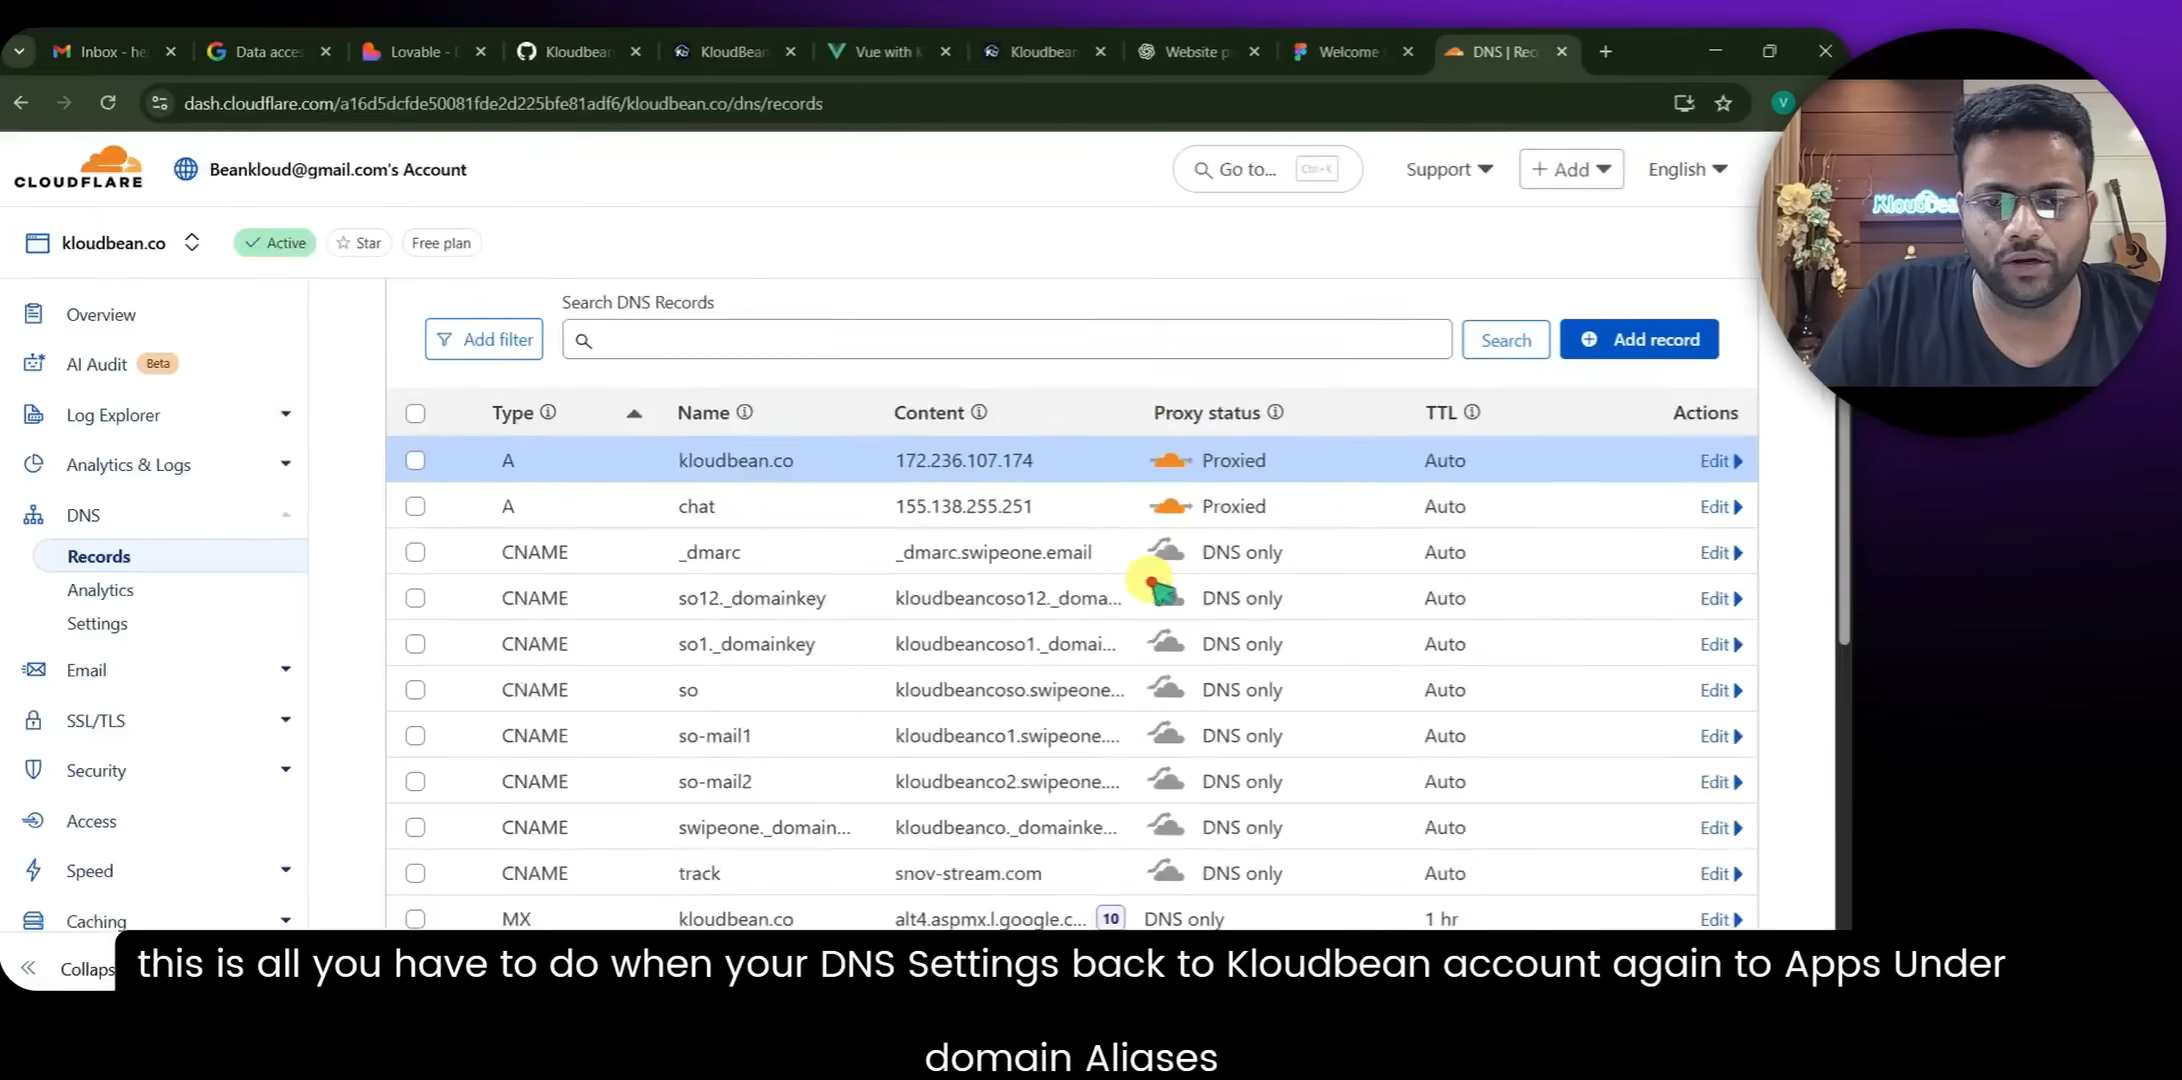 Inbox - he
Data acces
Lovable -
Kloudbean
KloudBean
Vue with
Kloudbean
Website p
Welcome
DNS | Rec
dash.cloudflare.com/a16d5dcfde50081fde2d225bfe81adf6/kloudbean.co/dns/records
V
CLOUDFLARE
Beankloud@gmail.com's Account
Go to...
Ctrl+K
Support
+ Add
English
kloudbean.co
Active
Star
Free plan
Overview
AI Audit
Beta
Log Explorer
Analytics & Logs
DNS
Records
Analytics
Settings
Email
SSL/TLS
Security
Access
Speed
Caching
Collaps
Search DNS Records
Add filter
Search
Add record
Type Name Content Proxy status TTL Actions
A kloudbean.co 172.236.107.174 Proxied Auto Edit
A chat 155.138.255.251 Proxied Auto Edit
CNAME _dmarc _dmarc.swipeone.email DNS only Auto Edit
CNAME so12._domainkey kloudbeancoso12._doma... DNS only Auto Edit
CNAME so1._domainkey kloudbeancoso1._domai... DNS only Auto Edit
CNAME so kloudbeancoso.swipeone... DNS only Auto Edit
CNAME so-mail1 kloudbeanco1.swipeone.... DNS only Auto Edit
CNAME so-mail2 kloudbeanco2.swipeone.... DNS only Auto Edit
CNAME swipeone._domain... kloudbeanco._domainke... DNS only Auto Edit
CNAME track snov-stream.com DNS only Auto Edit
MX kloudbean.co alt4.aspmx.l.google.c... 10 DNS only 1 hr Edit
KloudBea
this is all you have to do when your DNS Settings back to Kloudbean account again to Apps Under
domain Aliases